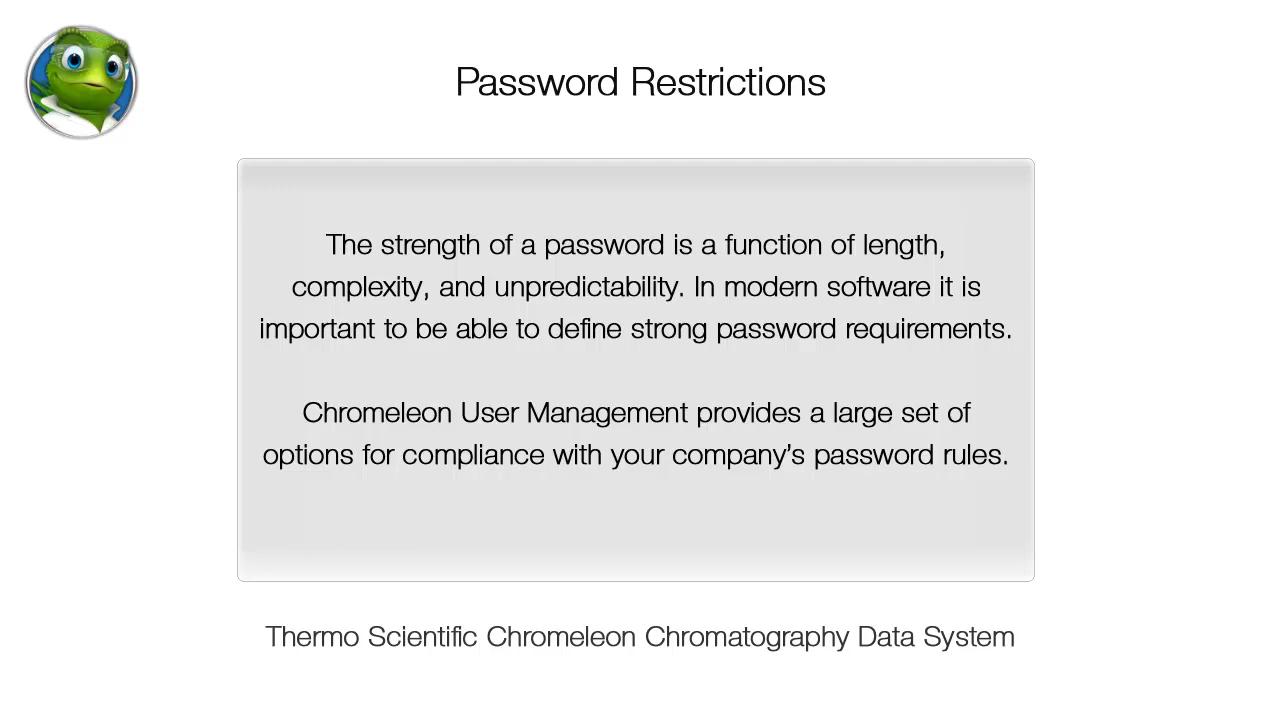 Password Restrictions
The strength of a password is a function of length,
complexity, and unpredictability. In modern software it is
important to be able to define strong password requirements.
Chromeleon User Management provides a large set of
options for compliance with your company's password rules.
Thermo Scientific Chromeleon Chromatography Data System